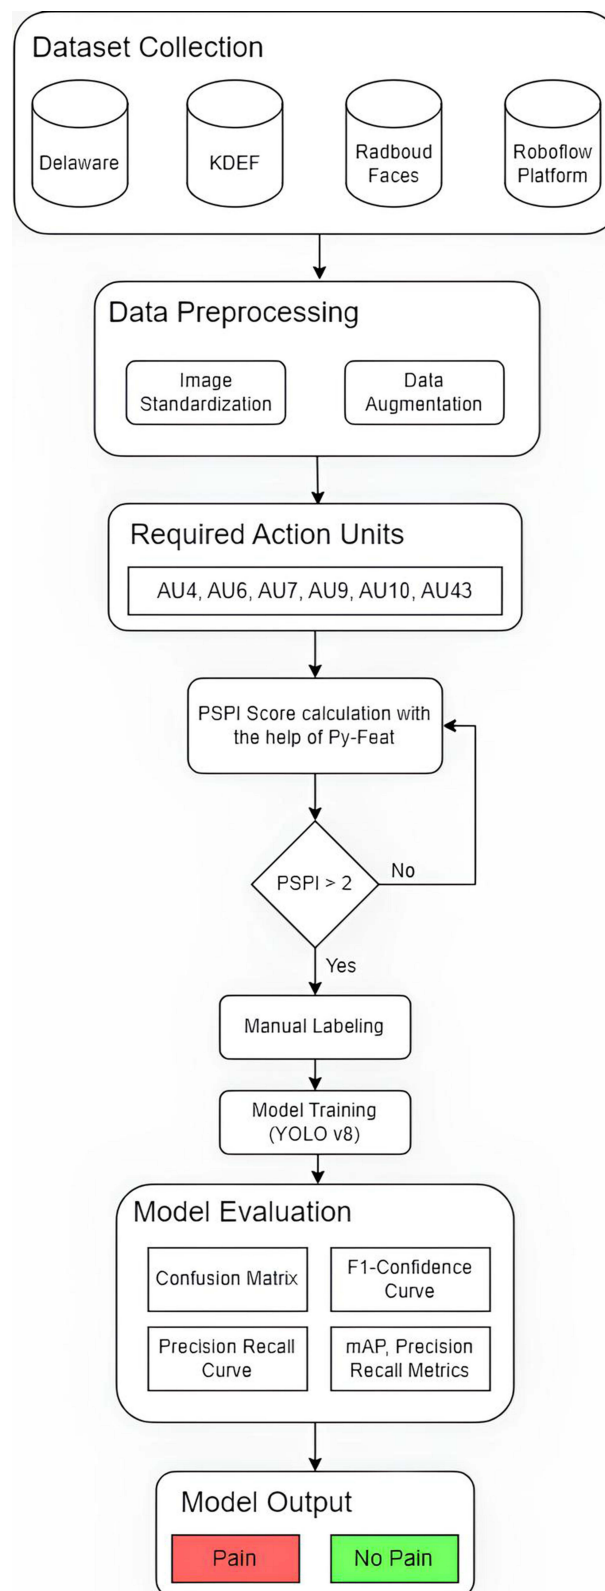 Dataset Collection
Delaware
KDEF
Radboud
Faces
Roboflow
Platform
Data Preprocessing
Image
Standardization
Data
Augmentation
Required Action Units
AU4, AU6, AU7, AU9, AU10, AU43
PSPI Score calculation with
the help of Py-Feat
PSPI > 2
No
Yes
Manual Labeling
Model Training
(YOLO v8)
Model Evaluation
Confusion Matrix
F1-Confidence
Curve
Precision Recall
Curve
mAP, Precision
Recall Metrics
Model Output
Pain
No Pain